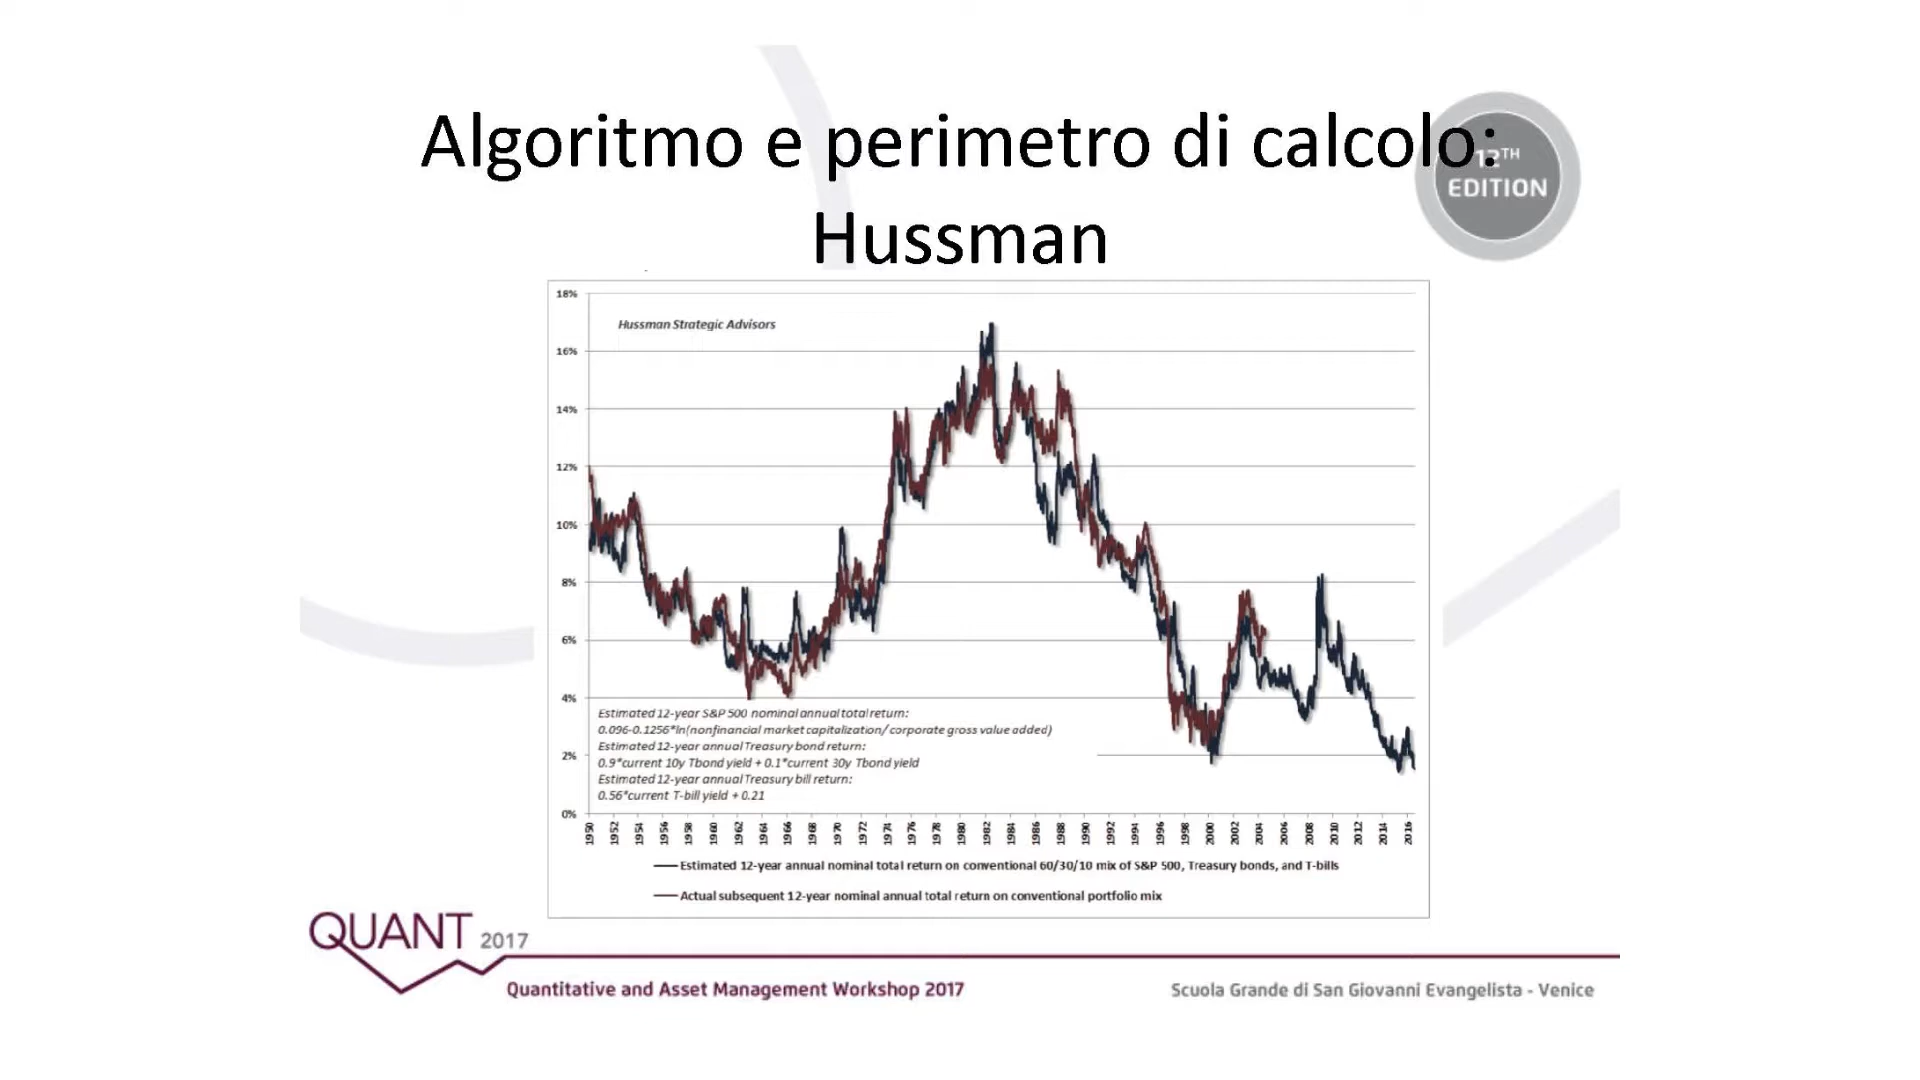 Algoritmo e perimetro di calcolo:
Hussman
12TH
EDITION
18%
Hussman Strategic Advisors
16%
14%
12%
10%
8%
6%
4%
Estimated 12-year S&P 500 nominal annual total return:
0.096-0.1256*ln(nonfinancial market capitalization/ corporate gross value added)
Estimated 12-year annual Treasury bond return:
2%
0.9*current 10y Tbond yield + 0.1*current 30y Tbond yield
Estimated 12-year annual Treasury bill return:
0.56*current T-bill yield + 0.21
0%
1950 1952 1954 1956 1958 1960 1962 1964 1966 1968 1970 1972 1974 1976 1978 1980 1982 1984 1986 1988 1990 1992 1994 1996 1998 2000 2002 2004 2006 2008 2010 2012 2014 2016
Estimated 12-year annual nominal total return on conventional 60/30/10 mix of S&P 500, Treasury bonds, and T-bills
Actual subsequent 12-year nominal annual total return on conventional portfolio mix
QUANT 2017
Quantitative and Asset Management Workshop 2017
Scuola Grande di San Giovanni Evangelista - Venice